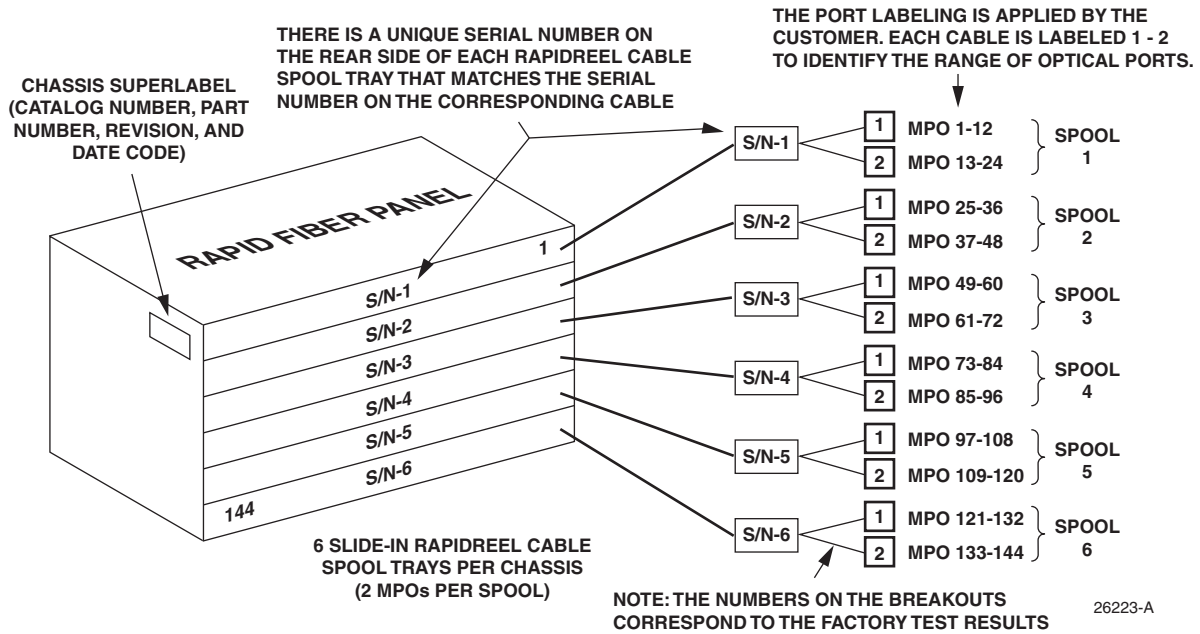 THE PORT LABELING IS APPLIED BY THE
CUSTOMER. EACH CABLE IS LABELED 1 - 2
TO IDENTIFY THE RANGE OF OPTICAL PORTS.
THERE IS A UNIQUE SERIAL NUMBER ON
THE REAR SIDE OF EACH RAPIDREEL CABLE
SPOOL TRAY THAT MATCHES THE SERIAL
NUMBER ON THE CORRESPONDING CABLE
CHASSIS SUPERLABEL
(CATALOG NUMBER, PART
NUMBER, REVISION, AND
DATE CODE)
RAPID FIBER PANEL
1
S/N-1
S/N-2
S/N-3
S/N-4
S/N-5
S/N-6
144
S/N-1
1 MPO 1-12
2 MPO 13-24
SPOOL
1
S/N-2
1 MPO 25-36
2 MPO 37-48
SPOOL
2
S/N-3
1 MPO 49-60
2 MPO 61-72
SPOOL
3
S/N-4
1 MPO 73-84
2 MPO 85-96
SPOOL
4
S/N-5
1 MPO 97-108
2 MPO 109-120
SPOOL
5
S/N-6
1 MPO 121-132
2 MPO 133-144
SPOOL
6
6 SLIDE-IN RAPIDREEL CABLE
SPOOL TRAYS PER CHASSIS
(2 MPOs PER SPOOL)
NOTE: THE NUMBERS ON THE BREAKOUTS
CORRESPOND TO THE FACTORY TEST RESULTS
26223-A